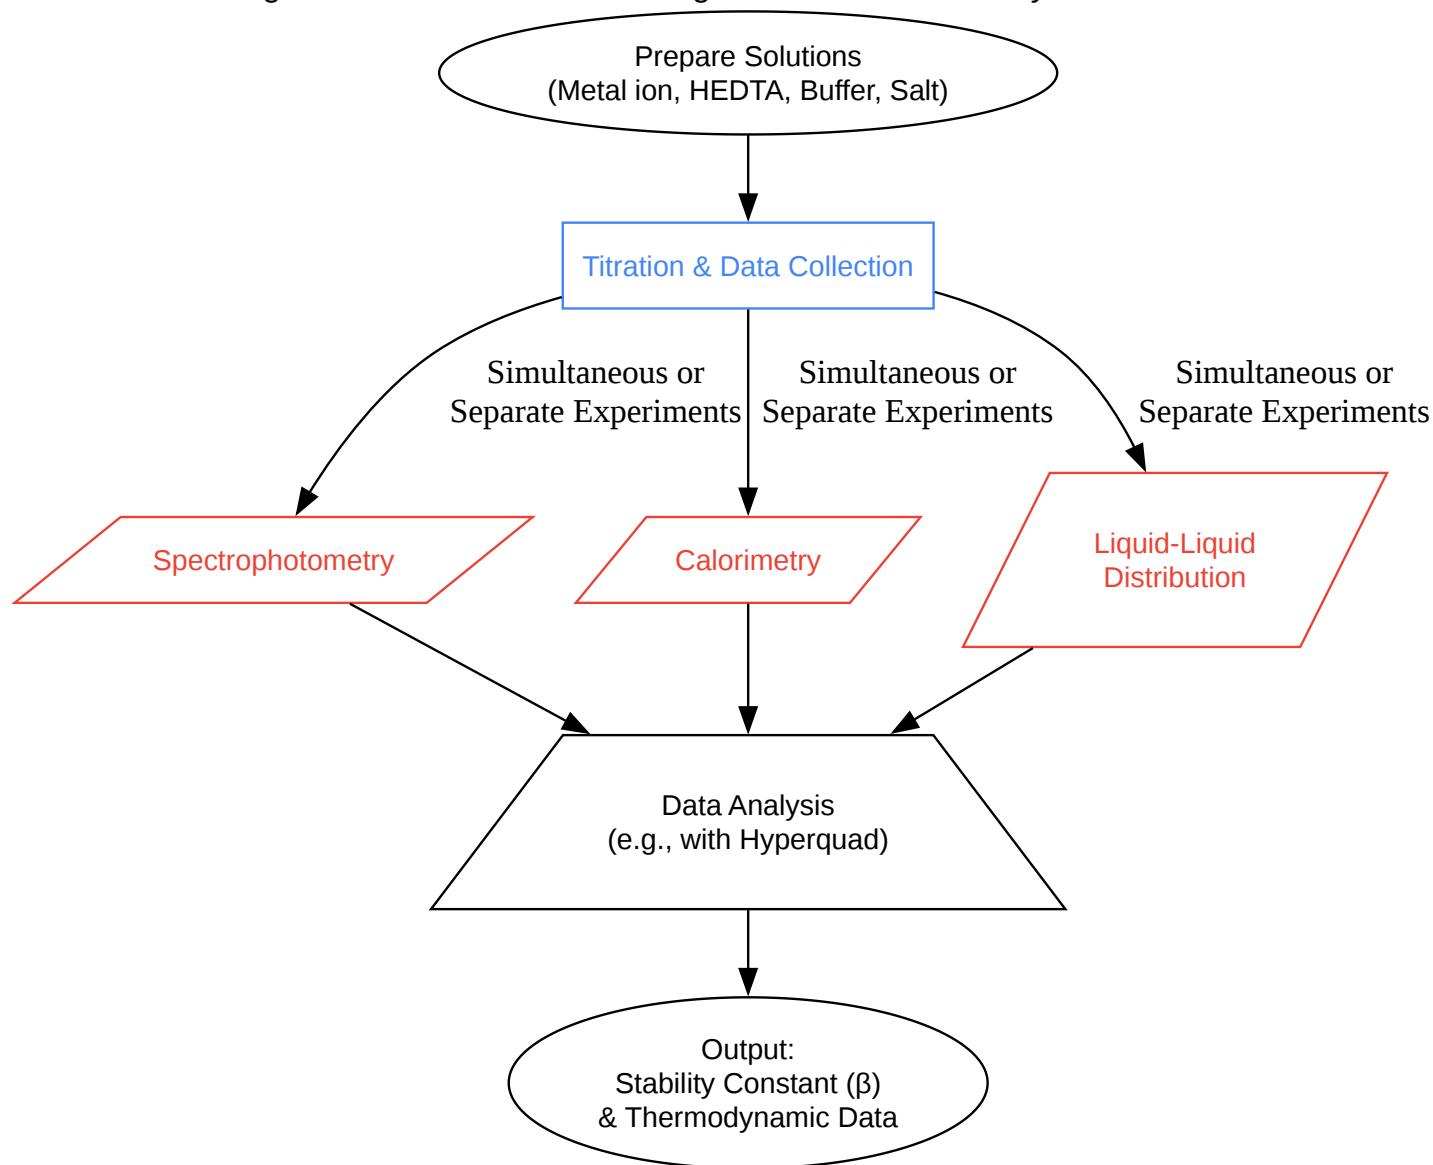 Prepare Solutions
(Metal ion, HEDTA, Buffer, Salt)
Titration & Data Collection
Simultaneous or
Separate Experiments
Simultaneous or
Separate Experiments
Simultaneous or
Separate Experiments
Spectrophotometry
Calorimetry
Liquid-Liquid
Distribution
Data Analysis
(e.g., with Hyperquad)
Output:
Stability Constant (β)
& Thermodynamic Data